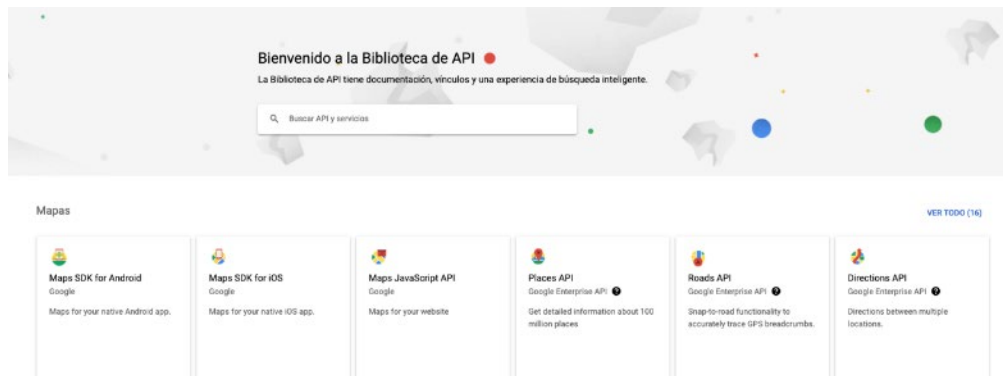 Bienvenido a la Biblioteca de API
La Biblioteca de API tiene documentación, vínculos y una experiencia de búsqueda inteligente.
Buscar API y servicios
Mapas
VER TODO (16)
Maps SDK for Android
Google
Maps for your native Android app.
Maps SDK for iOS
Google
Maps for your native iOS app.
Maps JavaScript API
Google
Maps for your website
Places API
Google Enterprise API
Get detailed information about 100
million places
Roads API
Google Enterprise API
Snap-to-road functionality to
accurately trace GPS breadcrumbs.
Directions API
Google Enterprise API
Directions between multiple
locations.